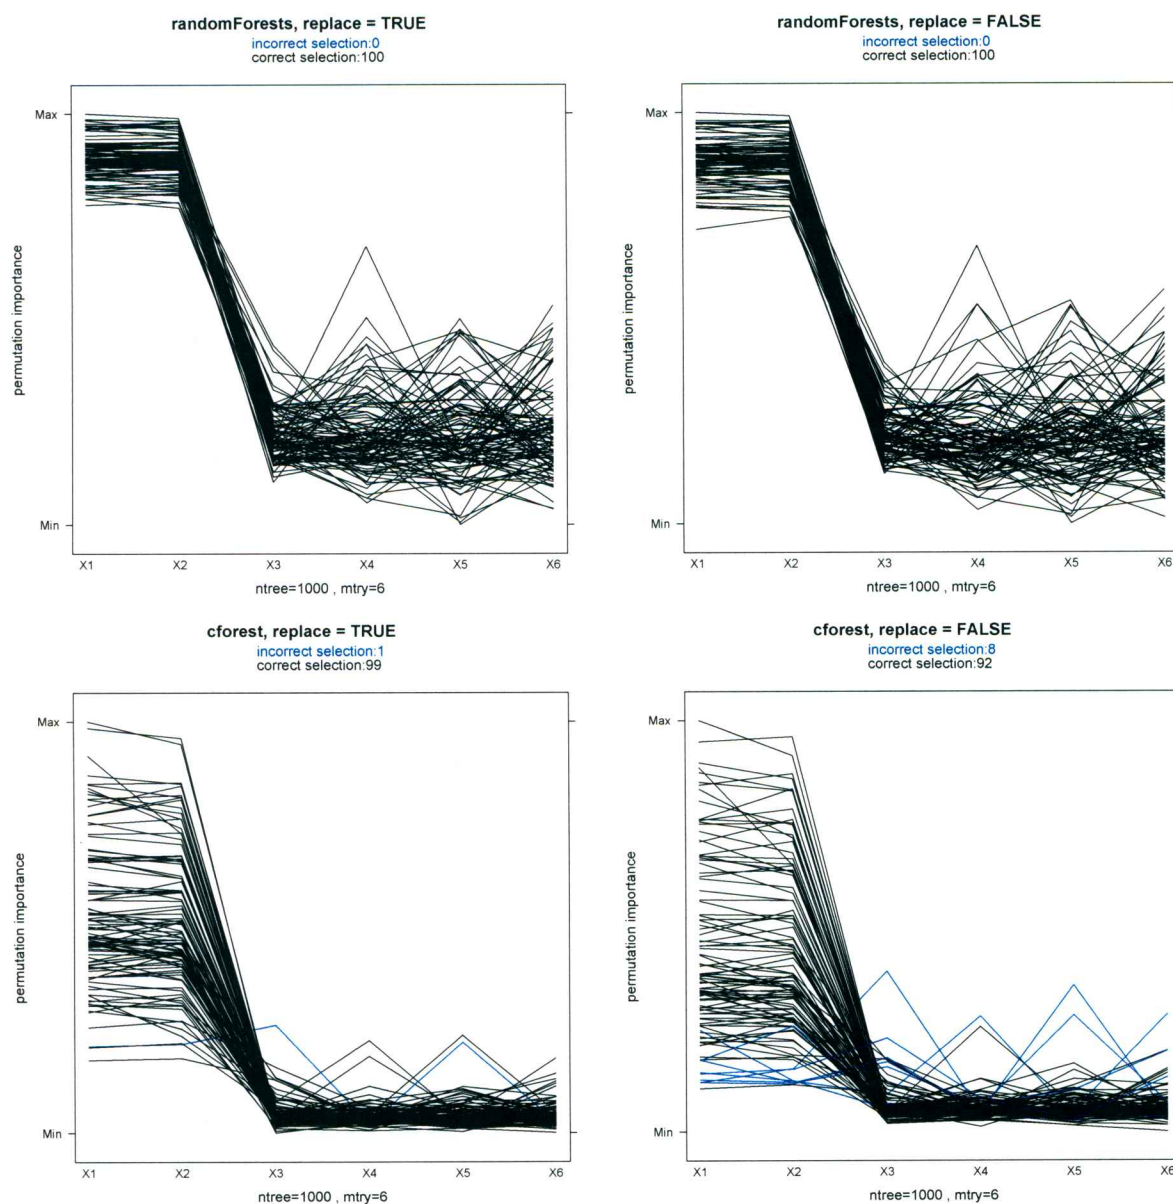 randomForests, replace = TRUE
incorrect selection:0
correct selection:100
Max
permutation importance
Min
X1 X2 X3 X4 X5 X6
ntree=1000 , mtry=6
randomForests, replace = FALSE
incorrect selection:0
correct selection:100
Max
permutation importance
Min
X1 X2 X3 X4 X5 X6
ntree=1000 , mtry=6
cforest, replace = TRUE
incorrect selection:1
correct selection:99
Max
permutation importance
Min
X1 X2 X3 X4 X5 X6
ntree=1000 , mtry=6
cforest, replace = FALSE
incorrect selection:8
correct selection:92
Max
permutation importance
Min
X1 X2 X3 X4 X5 X6
ntree=1000 , mtry=6